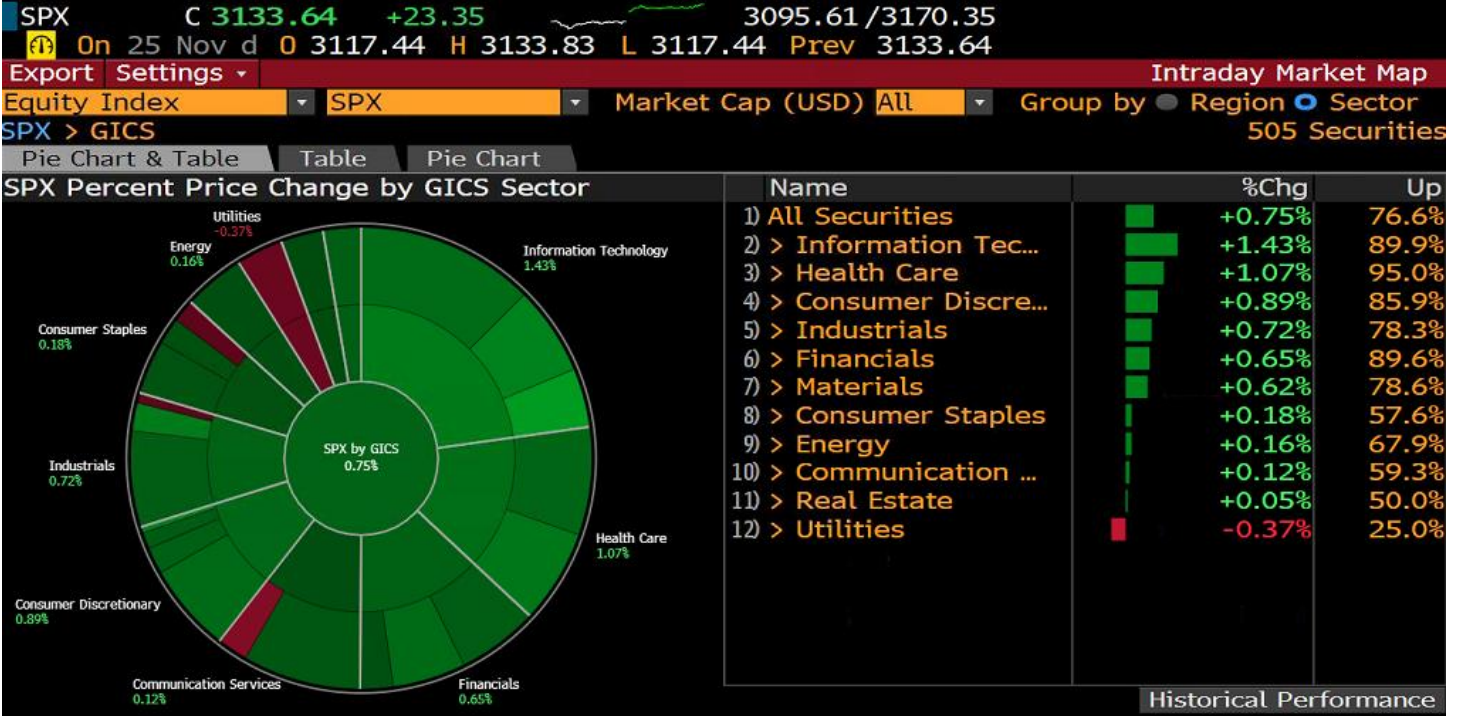 SPX C 3133.64 +23.35 3095.61/3170.35
On 25 Nov d O 3117.44 H 3133.83 L 3117.44 Prev 3133.64
Export Settings Intraday Market Map
Equity Index SPX Market Cap (USD) All Group by Region Sector
SPX > GICS 505 Securities
Pie Chart & Table Table Pie Chart
SPX Percent Price Change by GICS Sector
Utilities
-0.37%
Energy
0.16%
Information Technology
1.43%
Consumer Staples
0.18%
SPX by GICS
0.75%
Industrials
0.72%
Health Care
1.07%
Consumer Discretionary
0.89%
Communication Services
0.12%
Financials
0.65%
Name %Chg Up
1) All Securities +0.75% 76.6%
2) > Information Tec... +1.43% 89.9%
3) > Health Care +1.07% 95.0%
4) > Consumer Discre... +0.89% 85.9%
5) > Industrials +0.72% 78.3%
6) > Financials +0.65% 89.6%
7) > Materials +0.62% 78.6%
8) > Consumer Staples +0.18% 57.6%
9) > Energy +0.16% 67.9%
10) > Communication ... +0.12% 59.3%
11) > Real Estate +0.05% 50.0%
12) > Utilities -0.37% 25.0%
Historical Performance